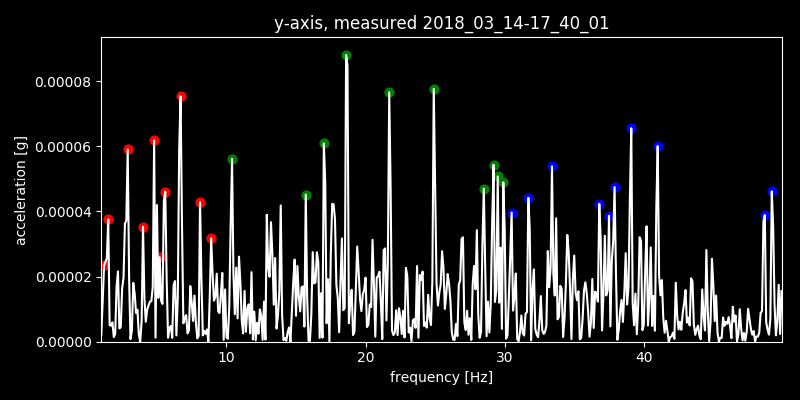 y-axis, measured 2018_03_14-17_40_01
acceleration [g]
0.00008
0.00006
0.00004
0.00002
0.00000
10 20 30 40
frequency [Hz]